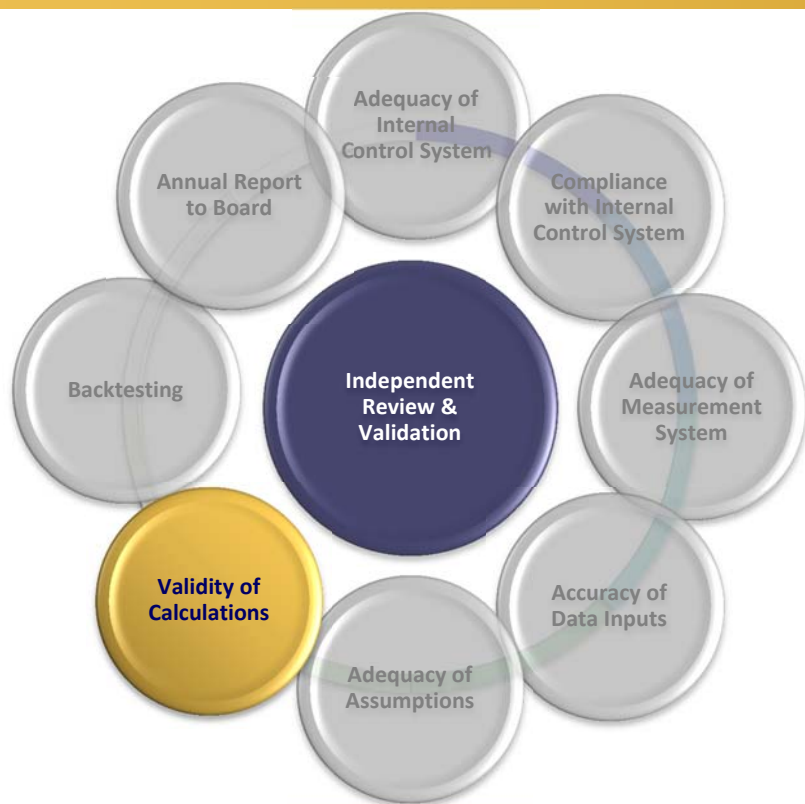 Adequacy of
Internal
Control System
Compliance
with Internal
Control System
Adequacy of
Measurement
System
Accuracy of
Data Inputs
Adequacy of
Assumptions
Validity of
Calculations
Backtesting
Annual Report
to Board
Independent
Review &
Validation